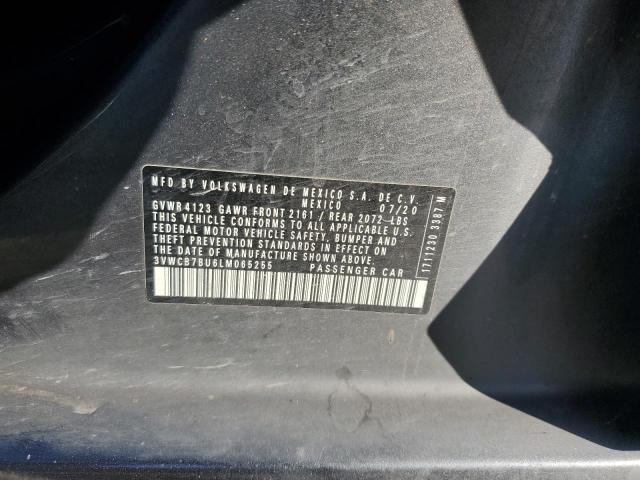 MFD BY VOLKSWAGEN DE MEXICO S.A. DE C.V.
MEXICO 07/20
GVWR 4123 GAWR FRONT 2161 / REAR 2072 LBS
THIS VEHICLE CONFORMS TO ALL APPLICABLE U.S.
FEDERAL MOTOR VEHICLE SAFETY, BUMPER AND
THEFT PREVENTION STANDARDS IN EFFECT ON
THE DATE OF MANUFACTURE SHOWN ABOVE.
3VWCB7BU6LM065255 PASSENGER CAR
1711230 3387 M